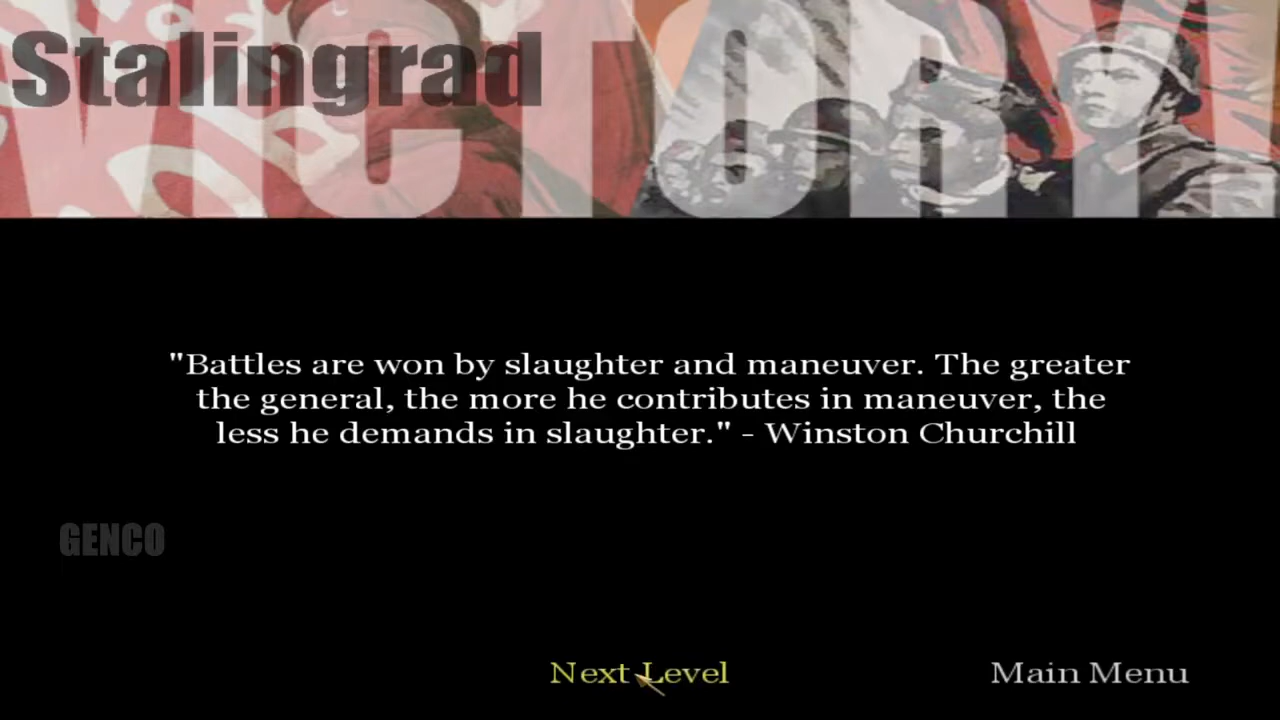 VICTORY!
Stalingrad
"Battles are won by slaughter and maneuver. The greater
the general, the more he contributes in maneuver, the
less he demands in slaughter." - Winston Churchill
GENCO
Next Level
Main Menu